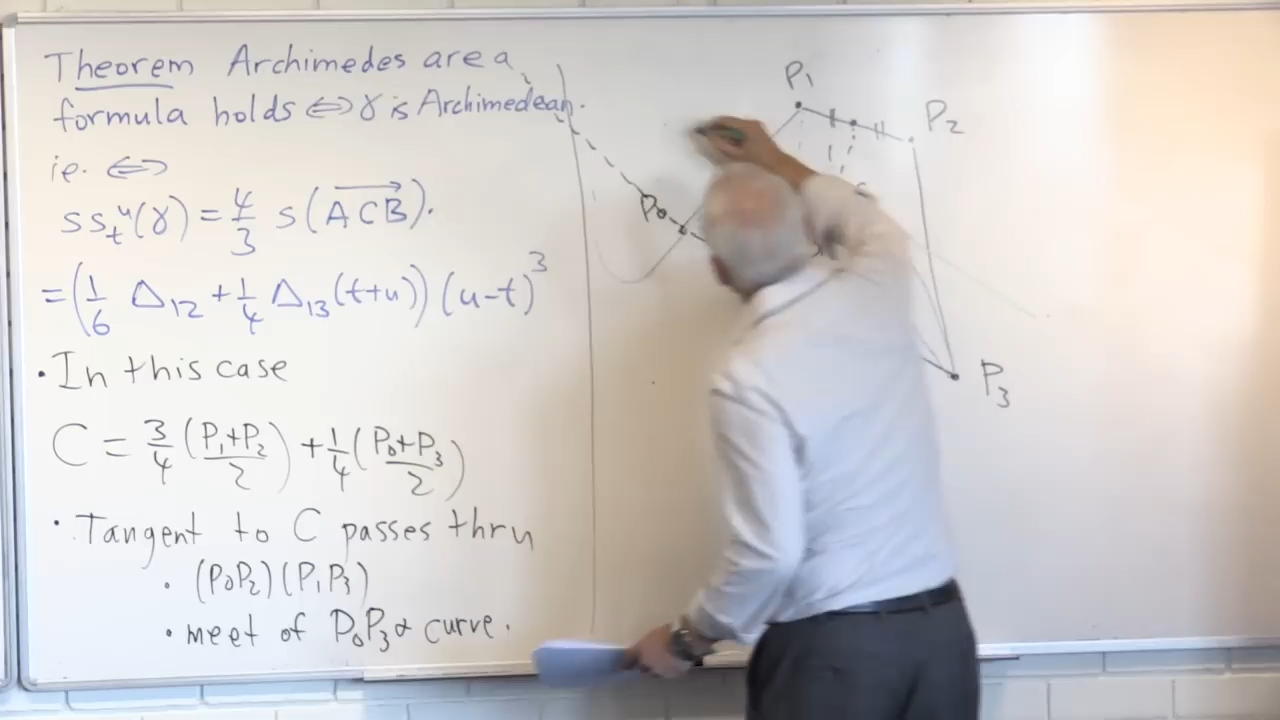 Theorem Archimedes area
formula holds ⇔ γ is Archimedean.
ie. ⇔
ss_t^u(γ) = 4/3 s(→ACB).
= (1/6 Δ₁₂ + 1/4 Δ₁₃(t+u)) (u-t)³
• In this case
C = 3/4 (P₁+P₂/2) + 1/4 (P₀+P₃/2)
• Tangent to C passes thru
• (P₀P₂)(P₁P₃)
• meet of P₀P₃ & curve.
P₁
P₂
P₀
P₃